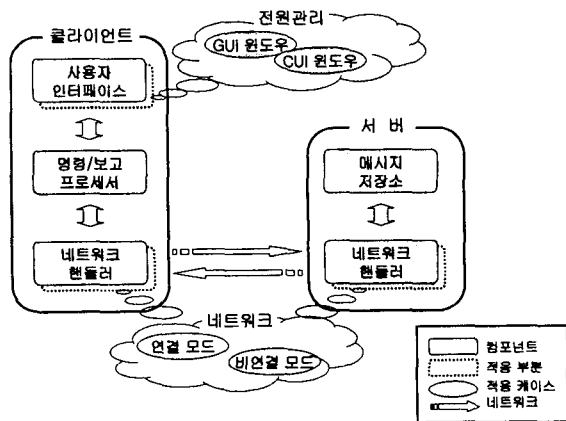 전원관리
GUI 윈도우
CUI 윈도우
클라이언트
사용자
인터페이스
명령/보고
프로세서
네트워크
핸들러
서 버
메시지
저장소
네트워크
핸들러
네트워크
연결 모드
비연결 모드
컴포넌트
적응 부분
적응 케이스
네트워크